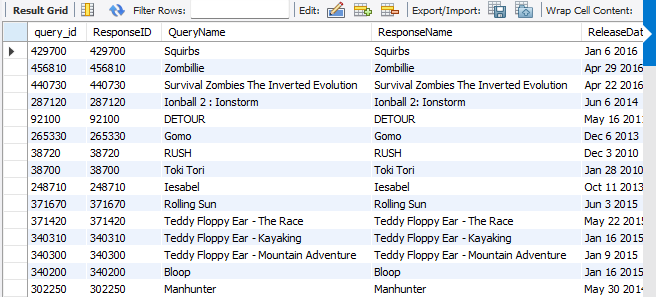 Result Grid Filter Rows: Edit: Export/Import: Wrap Cell Content:
query_id ResponseID QueryName ResponseName ReleaseDat
429700 429700 Squirbs Squirbs Jan 6 2016
456810 456810 Zombillie Zombillie Apr 29 2016
440730 440730 Survival Zombies The Inverted Evolution Survival Zombies The Inverted Evolution Apr 22 2016
287120 287120 Ionball 2 : Ionstorm Ionball 2: Ionstorm Jun 6 2014
92100 92100 DETOUR DETOUR May 16 201
265330 265330 Gomo Gomo Dec 6 2013
38720 38720 RUSH RUSH Dec 3 2010
38700 38700 Toki Tori Toki Tori Jan 28 2010
248710 248710 Iesabel Iesabel Oct 11 2013
371670 371670 Rolling Sun Rolling Sun Jun 3 2015
371420 371420 Teddy Floppy Ear - The Race Teddy Floppy Ear - The Race May 22 2015
340310 340310 Teddy Floppy Ear - Kayaking Teddy Floppy Ear - Kayaking Jan 16 2015
340300 340300 Teddy Floppy Ear - Mountain Adventure Teddy Floppy Ear - Mountain Adventure Jan 9 2015
340200 340200 Bloop Bloop Jan 16 2015
302250 302250 Manhunter Manhunter May 30 201